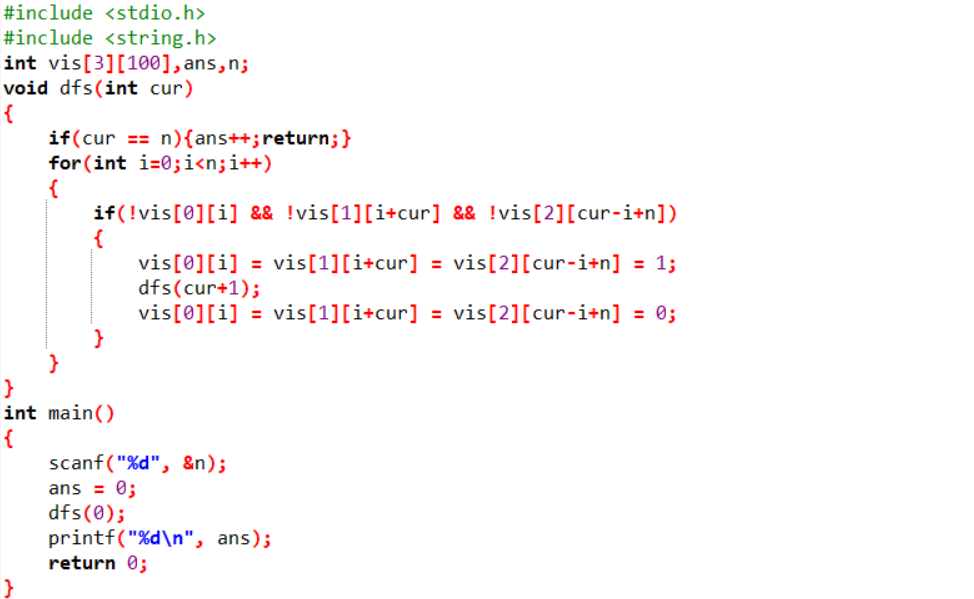 #include <stdio.h>
#include <string.h>
int vis[3][100],ans,n;
void dfs(int cur)
{
    if(cur == n){ans++;return;}
    for(int i=0;i<n;i++)
    {
        if(!vis[0][i] && !vis[1][i+cur] && !vis[2][cur-i+n])
        {
            vis[0][i] = vis[1][i+cur] = vis[2][cur-i+n] = 1;
            dfs(cur+1);
            vis[0][i] = vis[1][i+cur] = vis[2][cur-i+n] = 0;
        }
    }
}
int main()
{
    scanf("%d", &n);
    ans = 0;
    dfs(0);
    printf("%d\n", ans);
    return 0;
}